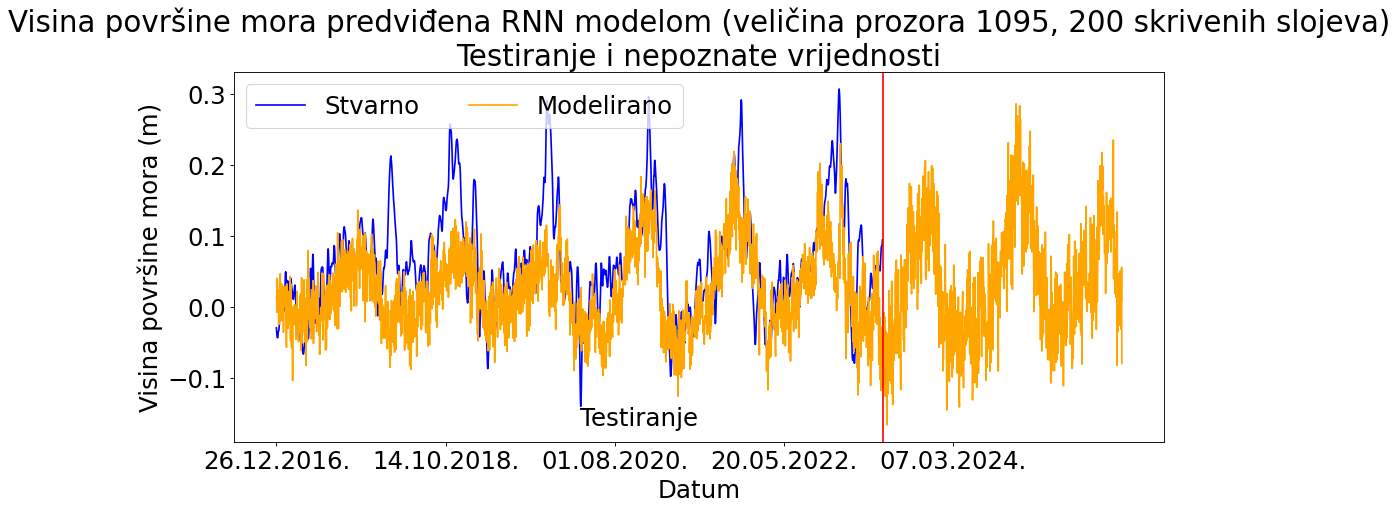 Visina površine mora predviđena RNN modelom (veličina prozora 1095, 200 skrivenih slojeva)
Testiranje i nepoznate vrijednosti
Stvarno
Modelirano
Visina površine mora (m)
0.3
0.2
0.1
0.0
−0.1
Testiranje
26.12.2016.
14.10.2018.
01.08.2020.
20.05.2022.
07.03.2024.
Datum